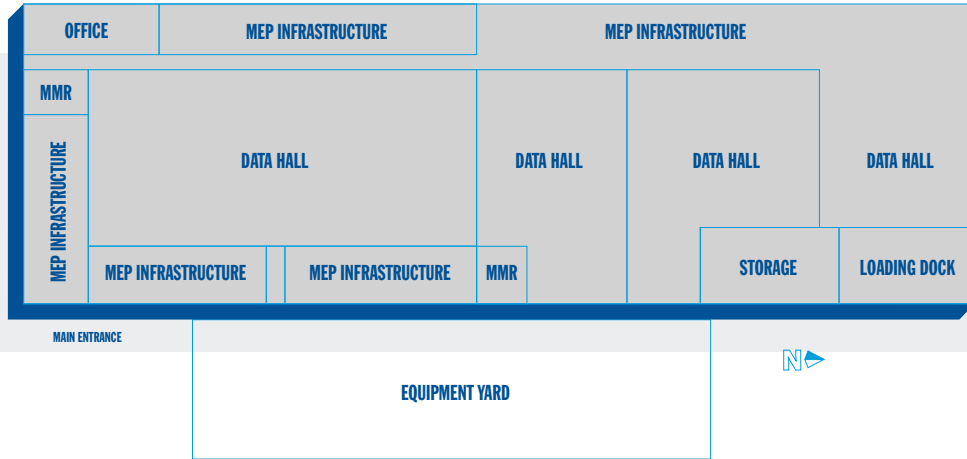 OFFICE
MEP INFRASTRUCTURE
MEP INFRASTRUCTURE
MMR
MEP INFRASTRUCTURE
DATA HALL
DATA HALL
DATA HALL
DATA HALL
MEP INFRASTRUCTURE
MEP INFRASTRUCTURE
MMR
STORAGE
LOADING DOCK
MAIN ENTRANCE
N
EQUIPMENT YARD